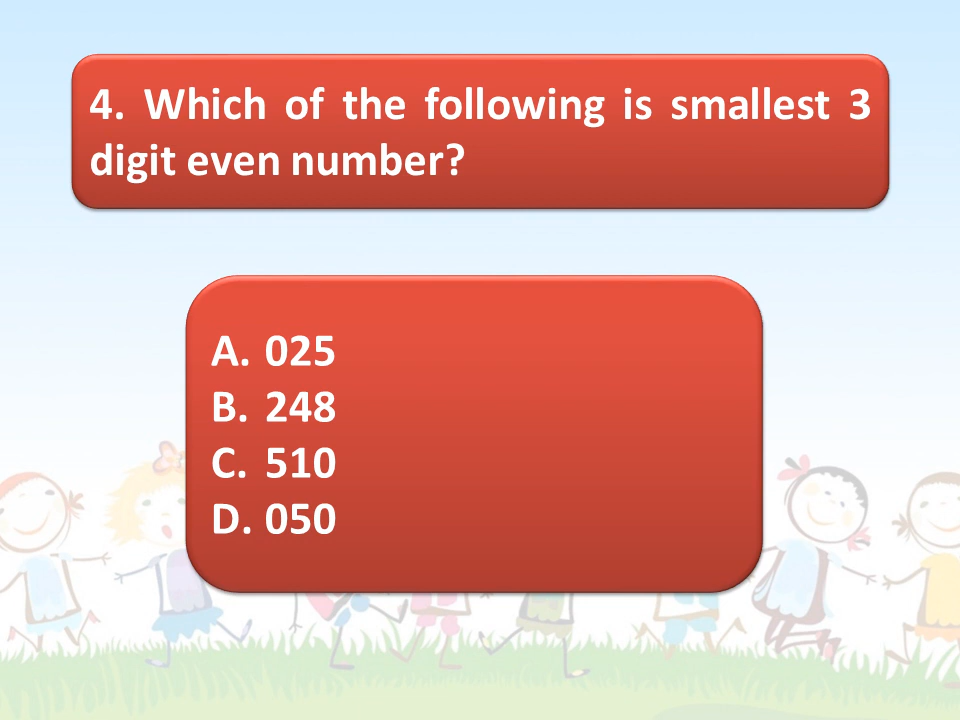 4. Which of the following is smallest 3
digit even number?
A. 025
B. 248
C. 510
D. 050